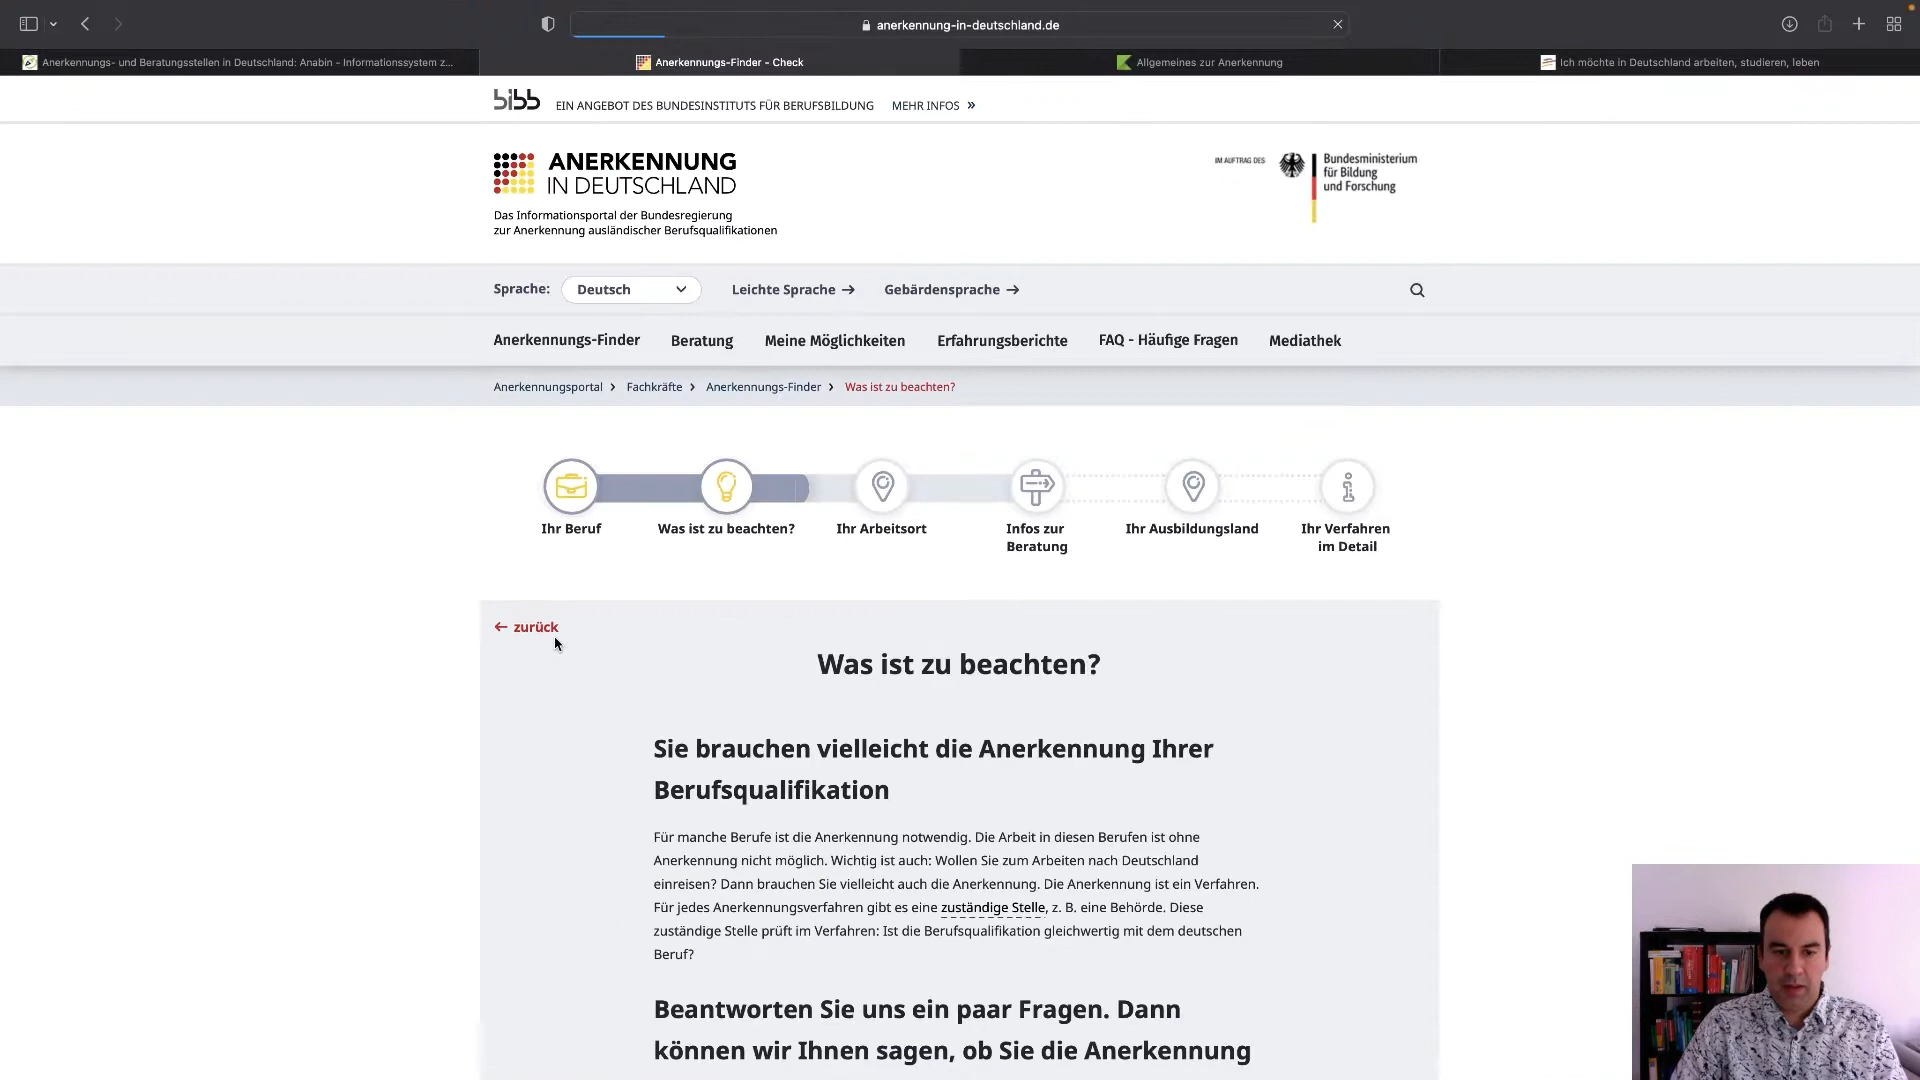 anerkennung-in-deutschland.de
Anerkennungs- und Beratungsstellen in Deutschland: Anabin - Informationssystem z...
Anerkennungs-Finder - Check
Allgemeines zur Anerkennung
Ich möchte in Deutschland arbeiten, studieren, leben
bibb EIN ANGEBOT DES BUNDESINSTITUTS FÜR BERUFSBILDUNG MEHR INFOS »
ANERKENNUNG
IN DEUTSCHLAND
Das Informationsportal der Bundesregierung
zur Anerkennung ausländischer Berufsqualifikationen
IM AUFTRAG DES
Bundesministerium
für Bildung
und Forschung
Sprache: Deutsch Leichte Sprache → Gebärdensprache →
Anerkennungs-Finder Beratung Meine Möglichkeiten Erfahrungsberichte FAQ - Häufige Fragen Mediathek
Anerkennungsportal > Fachkräfte > Anerkennungs-Finder > Was ist zu beachten?
Ihr Beruf
Was ist zu beachten?
Ihr Arbeitsort
Infos zur
Beratung
Ihr Ausbildungsland
Ihr Verfahren
im Detail
← zurück
Was ist zu beachten?
Sie brauchen vielleicht die Anerkennung Ihrer
Berufsqualifikation
Für manche Berufe ist die Anerkennung notwendig. Die Arbeit in diesen Berufen ist ohne
Anerkennung nicht möglich. Wichtig ist auch: Wollen Sie zum Arbeiten nach Deutschland
einreisen? Dann brauchen Sie vielleicht auch die Anerkennung. Die Anerkennung ist ein Verfahren.
Für jedes Anerkennungsverfahren gibt es eine zuständige Stelle, z. B. eine Behörde. Diese
zuständige Stelle prüft im Verfahren: Ist die Berufsqualifikation gleichwertig mit dem deutschen
Beruf?
Beantworten Sie uns ein paar Fragen. Dann
können wir Ihnen sagen, ob Sie die Anerkennung